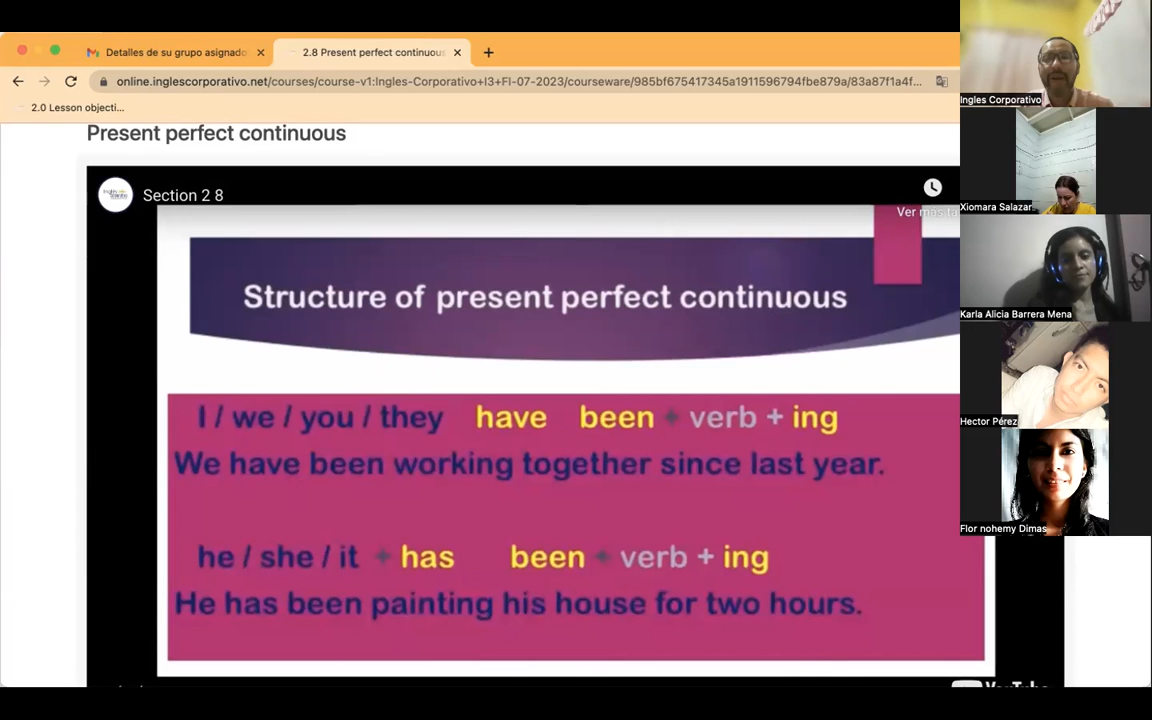 Detalles de su grupo asignado
2.8 Present perfect continuous
online.inglescorporativo.net/courses/course-v1:Ingles-Corporativo+I3+FI-07-2023/courseware/985bf675417345a1911596794fbe879a/83a87f1a4f...
2.0 Lesson objecti...
Present perfect continuous
Section 2 8
Ver más ta
Structure of present perfect continuous
I / we / you / they have been + verb + ing
We have been working together since last year.
he / she / it + has been + verb + ing
He has been painting his house for two hours.
YouTube
Ingles Corporativo
Xiomara Salazar
Karla Alicia Barrera Mena
Hector Pérez
Flor nohemy Dimas